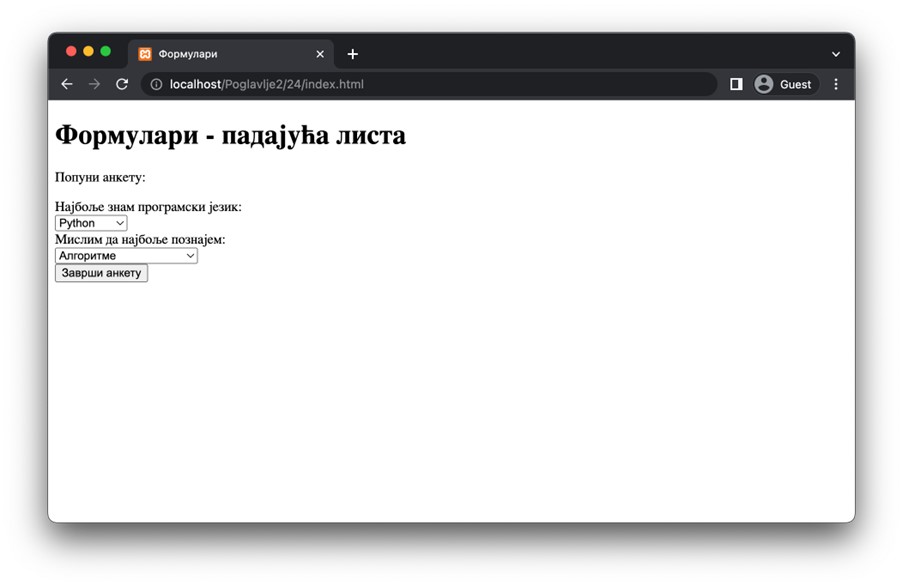 Формулари
localhost/Poglavlje2/24/index.html
Guest
Формулари - падајућа листа
Попуни анкету:
Најбоље знам програмски језик:
Python
Мислим да најбоље познајем:
Алгоритме
Заврши анкету